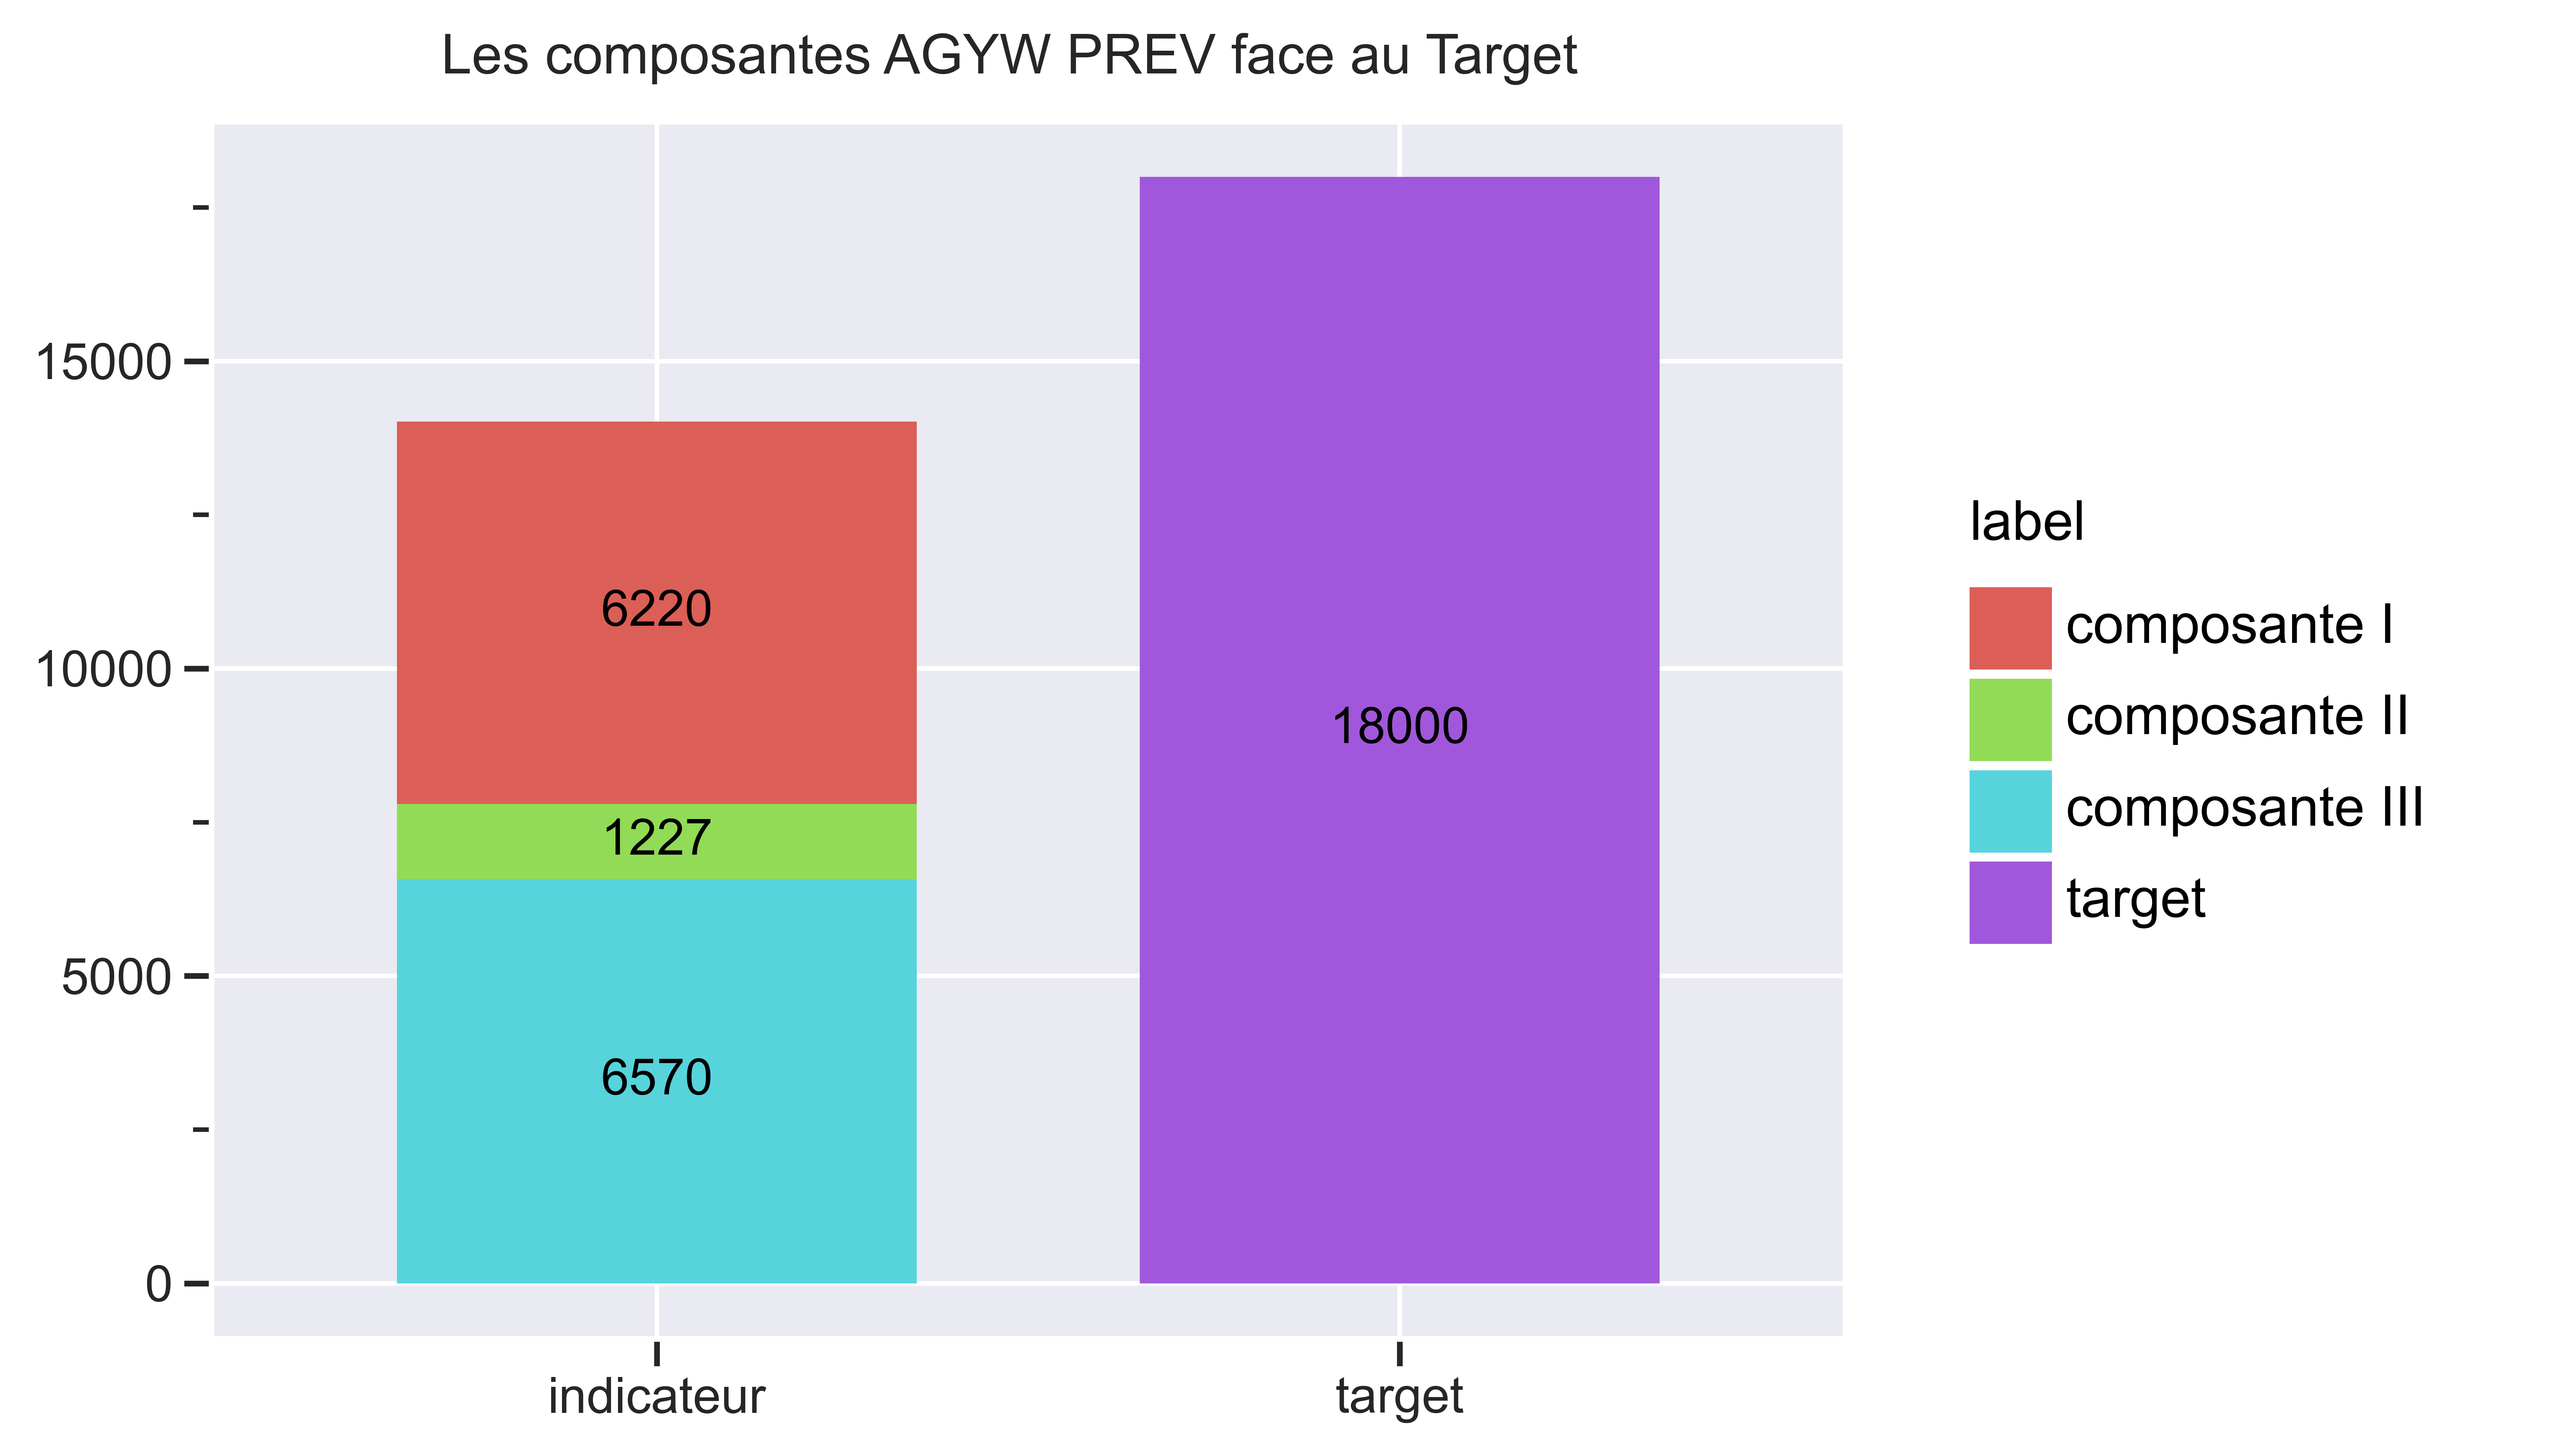 Les composantes AGYW PREV face au Target
15000
10000
5000
0
6220
1227
6570
18000
indicateur
target
label
composante I
composante II
composante III
target